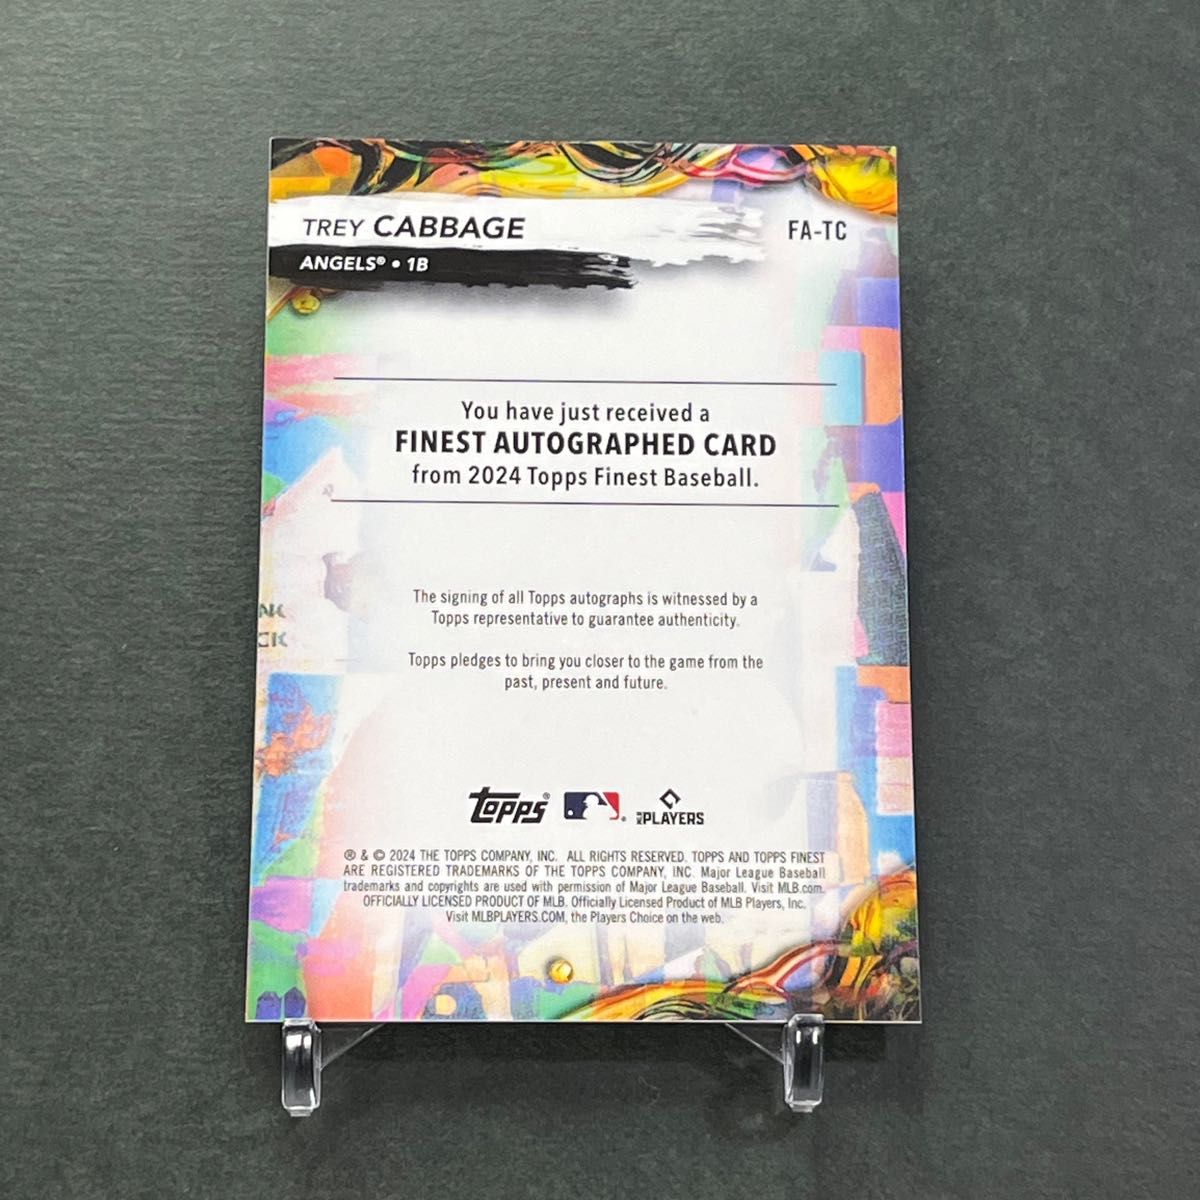 TREY CABBAGE
FA-TC
ANGELS® • 1B
You have just received a
FINEST AUTOGRAPHED CARD
from 2024 Topps Finest Baseball.
The signing of all Topps autographs is witnessed by a
Topps representative to guarantee authenticity.
Topps pledges to bring you closer to the game from the
past, present and future.
TOPPS® PLAYERS
® & © 2024 THE TOPPS COMPANY, INC. ALL RIGHTS RESERVED. TOPPS AND TOPPS FINEST
ARE REGISTERED TRADEMARKS OF THE TOPPS COMPANY, INC. Major League Baseball
trademarks and copyrights are used with permission of Major League Baseball. Visit MLB.com.
OFFICIALLY LICENSED PRODUCT OF MLB. Officially Licensed Product of MLB Players, Inc.
Visit MLBPLAYERS.COM, the Players Choice on the web.